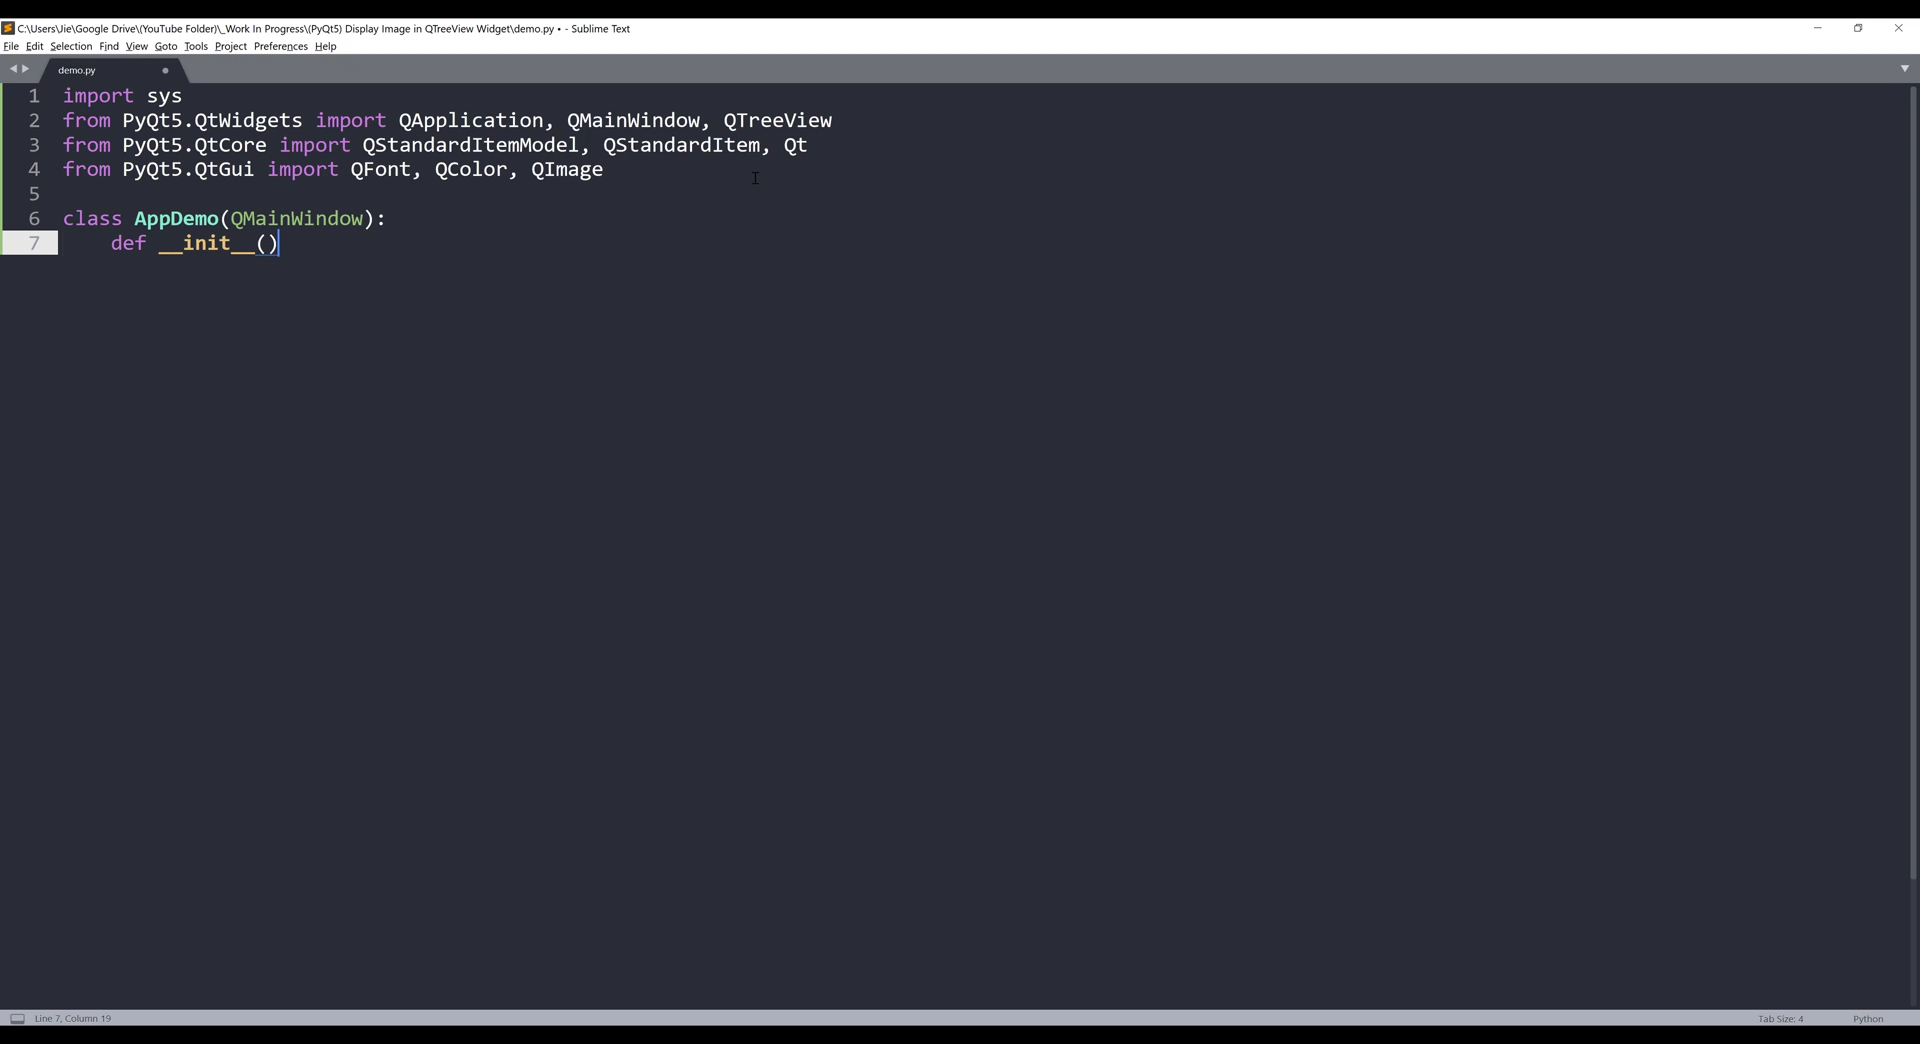 C:\Users\Jie\Google Drive\(YouTube Folder)\_Work In Progress\(PyQt5) Display Image in QTreeView Widget\demo.py • - Sublime Text
File Edit Selection Find View Goto Tools Project Preferences Help
demo.py
1 import sys
2 from PyQt5.QtWidgets import QApplication, QMainWindow, QTreeView
3 from PyQt5.QtCore import QStandardItemModel, QStandardItem, Qt
4 from PyQt5.QtGui import QFont, QColor, QImage
5
6 class AppDemo(QMainWindow):
7     def __init__()
Line 7, Column 19 Tab Size: 4 Python